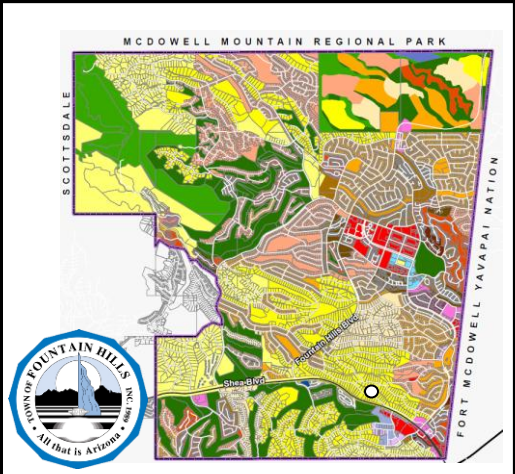 MCDOWELL MOUNTAIN REGIONAL PARK
SCOTTSDALE
FORT MCDOWELL YAVAPAI NATION
Fountain Hills Blvd
Shea Blvd
TOWN OF FOUNTAIN HILLS INC. 1989
All that is Arizona